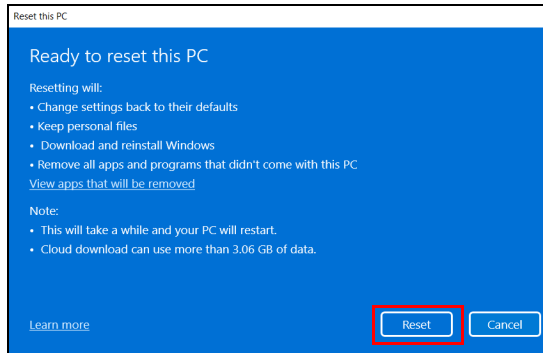 Reset this PC
Ready to reset this PC
Resetting will:
• Change settings back to their defaults
• Keep personal files
• Download and reinstall Windows
• Remove all apps and programs that didn't come with this PC
View apps that will be removed
Note:
• This will take a while and your PC will restart.
• Cloud download can use more than 3.06 GB of data.
Learn more
Reset
Cancel